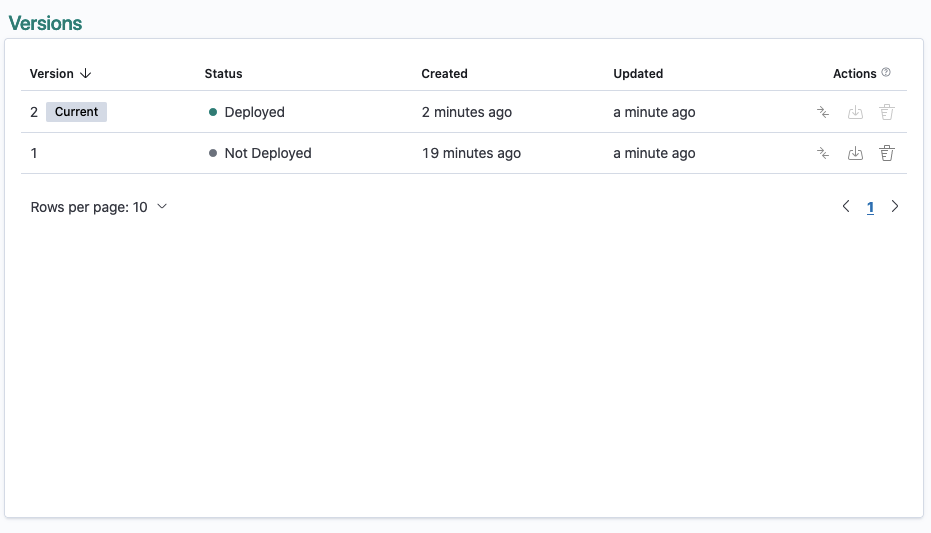 Versions
Version Status Created Updated Actions
2 Current Deployed 2 minutes ago a minute ago
1 Not Deployed 19 minutes ago a minute ago
Rows per page: 10 1